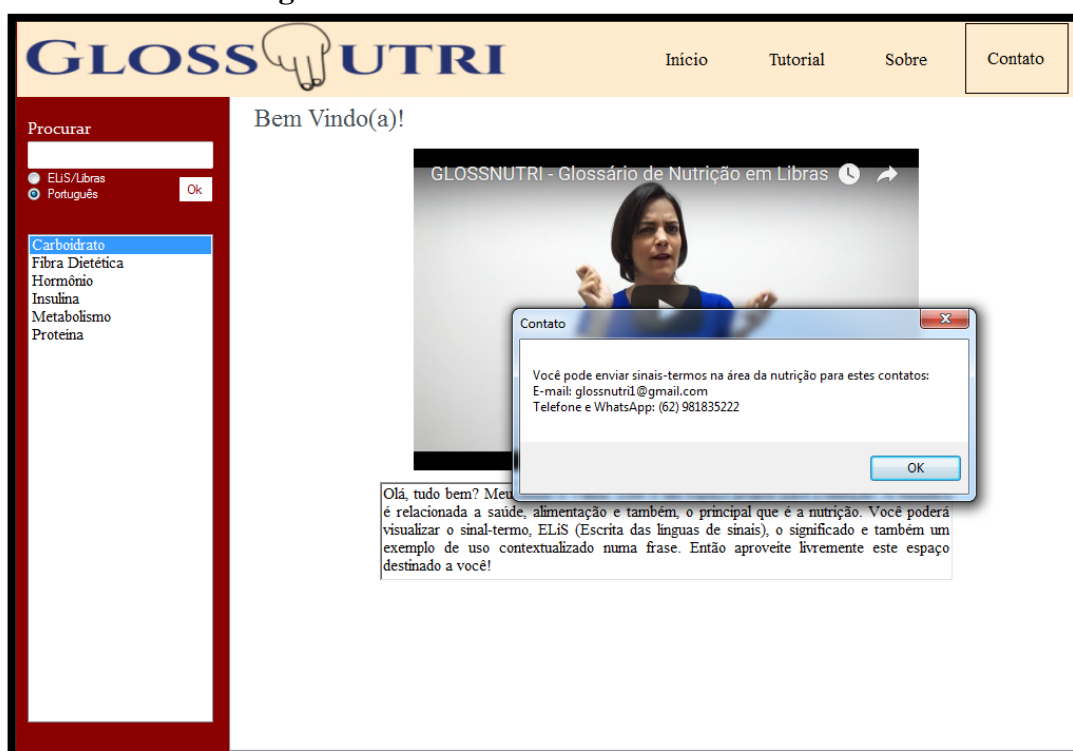 GLOSSNUTRI
Início
Tutorial
Sobre
Contato
Procurar
ELiS/Libras
Português
Ok
Carboidrato
Fibra Dietética
Hormônio
Insulina
Metabolismo
Proteina
Bem Vindo(a)!
GLOSSNUTRI - Glossário de Nutrição em Libras
Contato
Você pode enviar sinais-termos na área da nutrição para estes contatos:
E-mail: glossnutri1@gmail.com
Telefone e WhatsApp: (62) 981835222
OK
Olá, tudo bem? Meu
é relacionada a saúde, alimentação e também, o principal que é a nutrição. Você poderá
visualizar o sinal-termo, ELiS (Escrita das linguas de sinais), o significado e também um
exemplo de uso contextualizado numa frase. Então aproveite livremente este espaço
destinado a você!